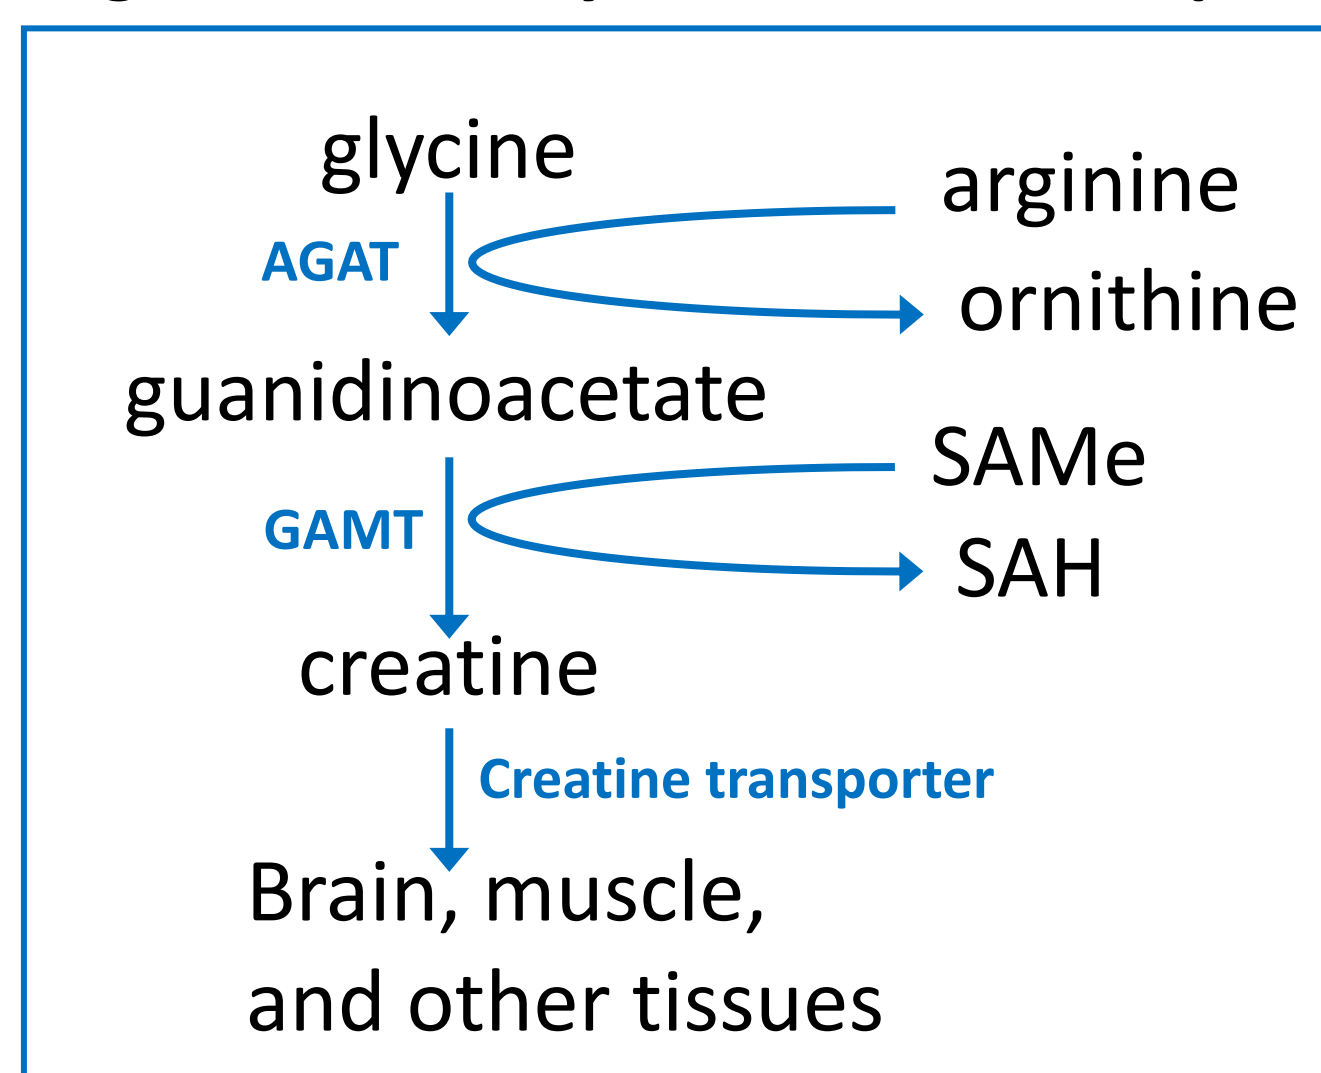 glycine
arginine
AGAT
ornithine
guanidinoacetate
SAMe
GAMT
SAH
creatine
Creatine transporter
Brain, muscle,
and other tissues